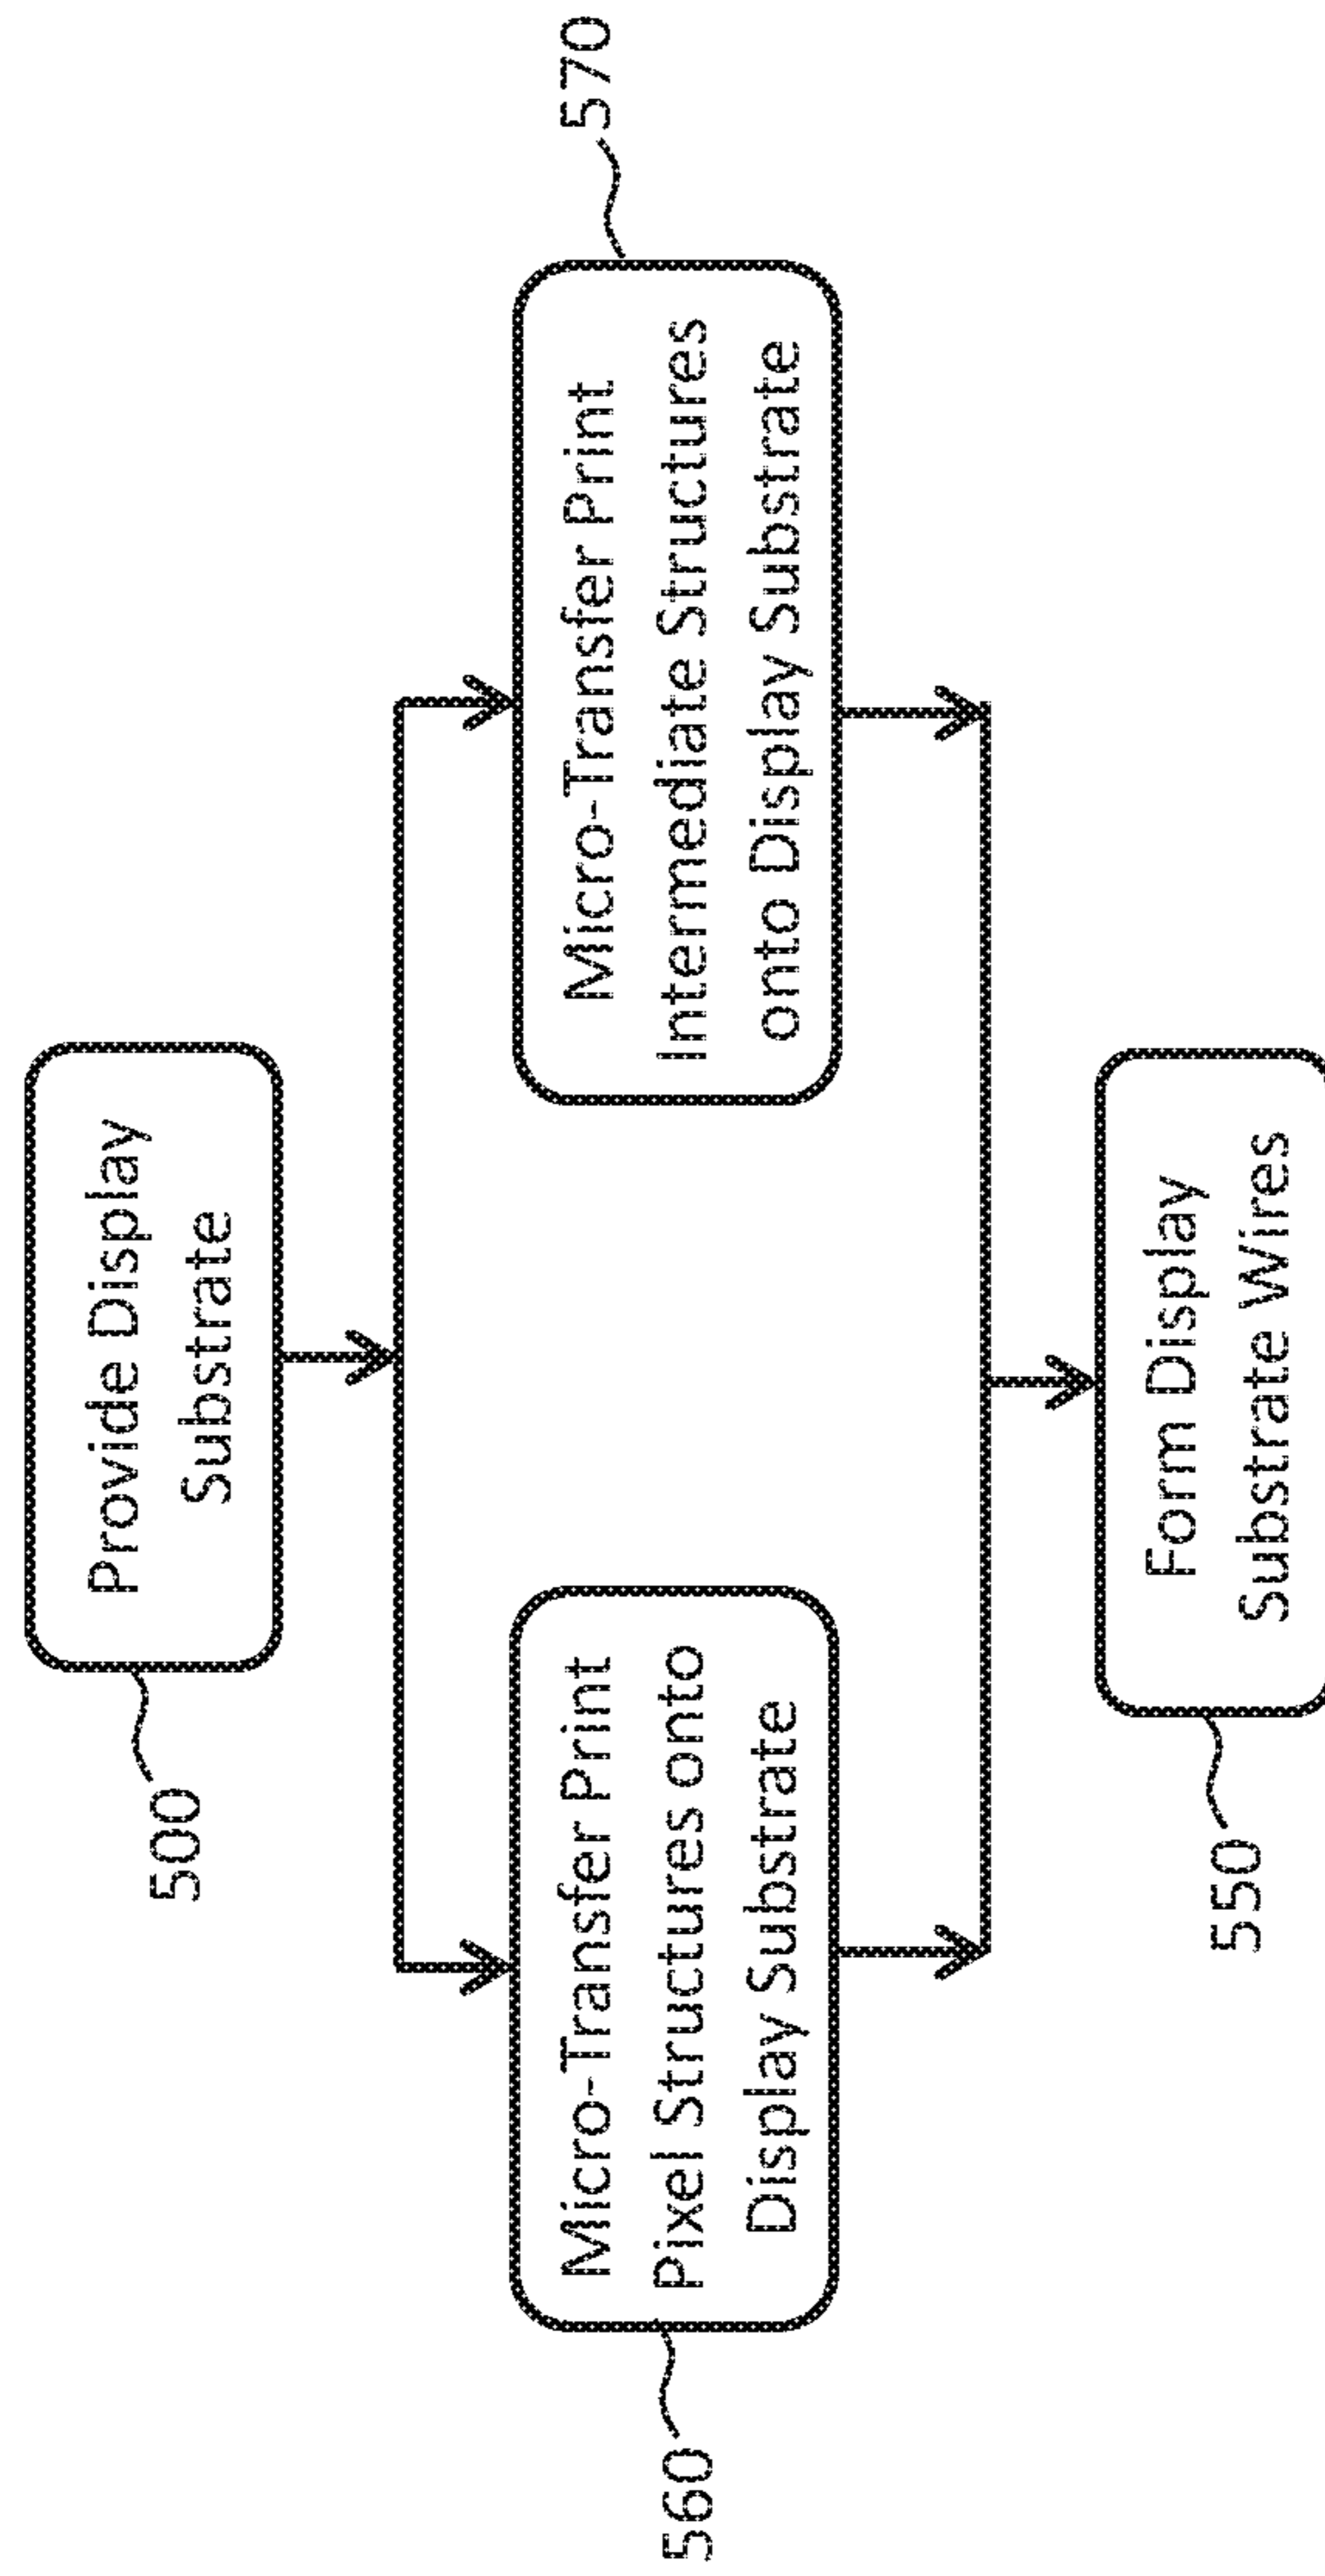 Provide Display
Substrate
500
560
Micro-Transfer Print
Pixel Structures onto
Display Substrate
Micro-Transfer Print
Intermediate Structures
onto Display Substrate
570
Form Display
Substrate Wires
550